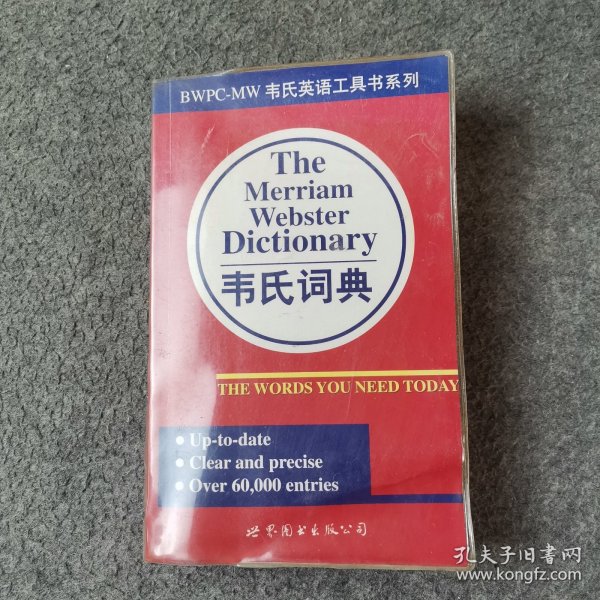 BWPC-MW 韦氏英语工具书系列
The
Merriam
Webster
Dictionary
韦氏词典
THE WORDS YOU NEED TODAY
• Up-to-date
• Clear and precise
• Over 60,000 entries
世界图书出版公司
孔夫子旧书网
www.kongfz.com